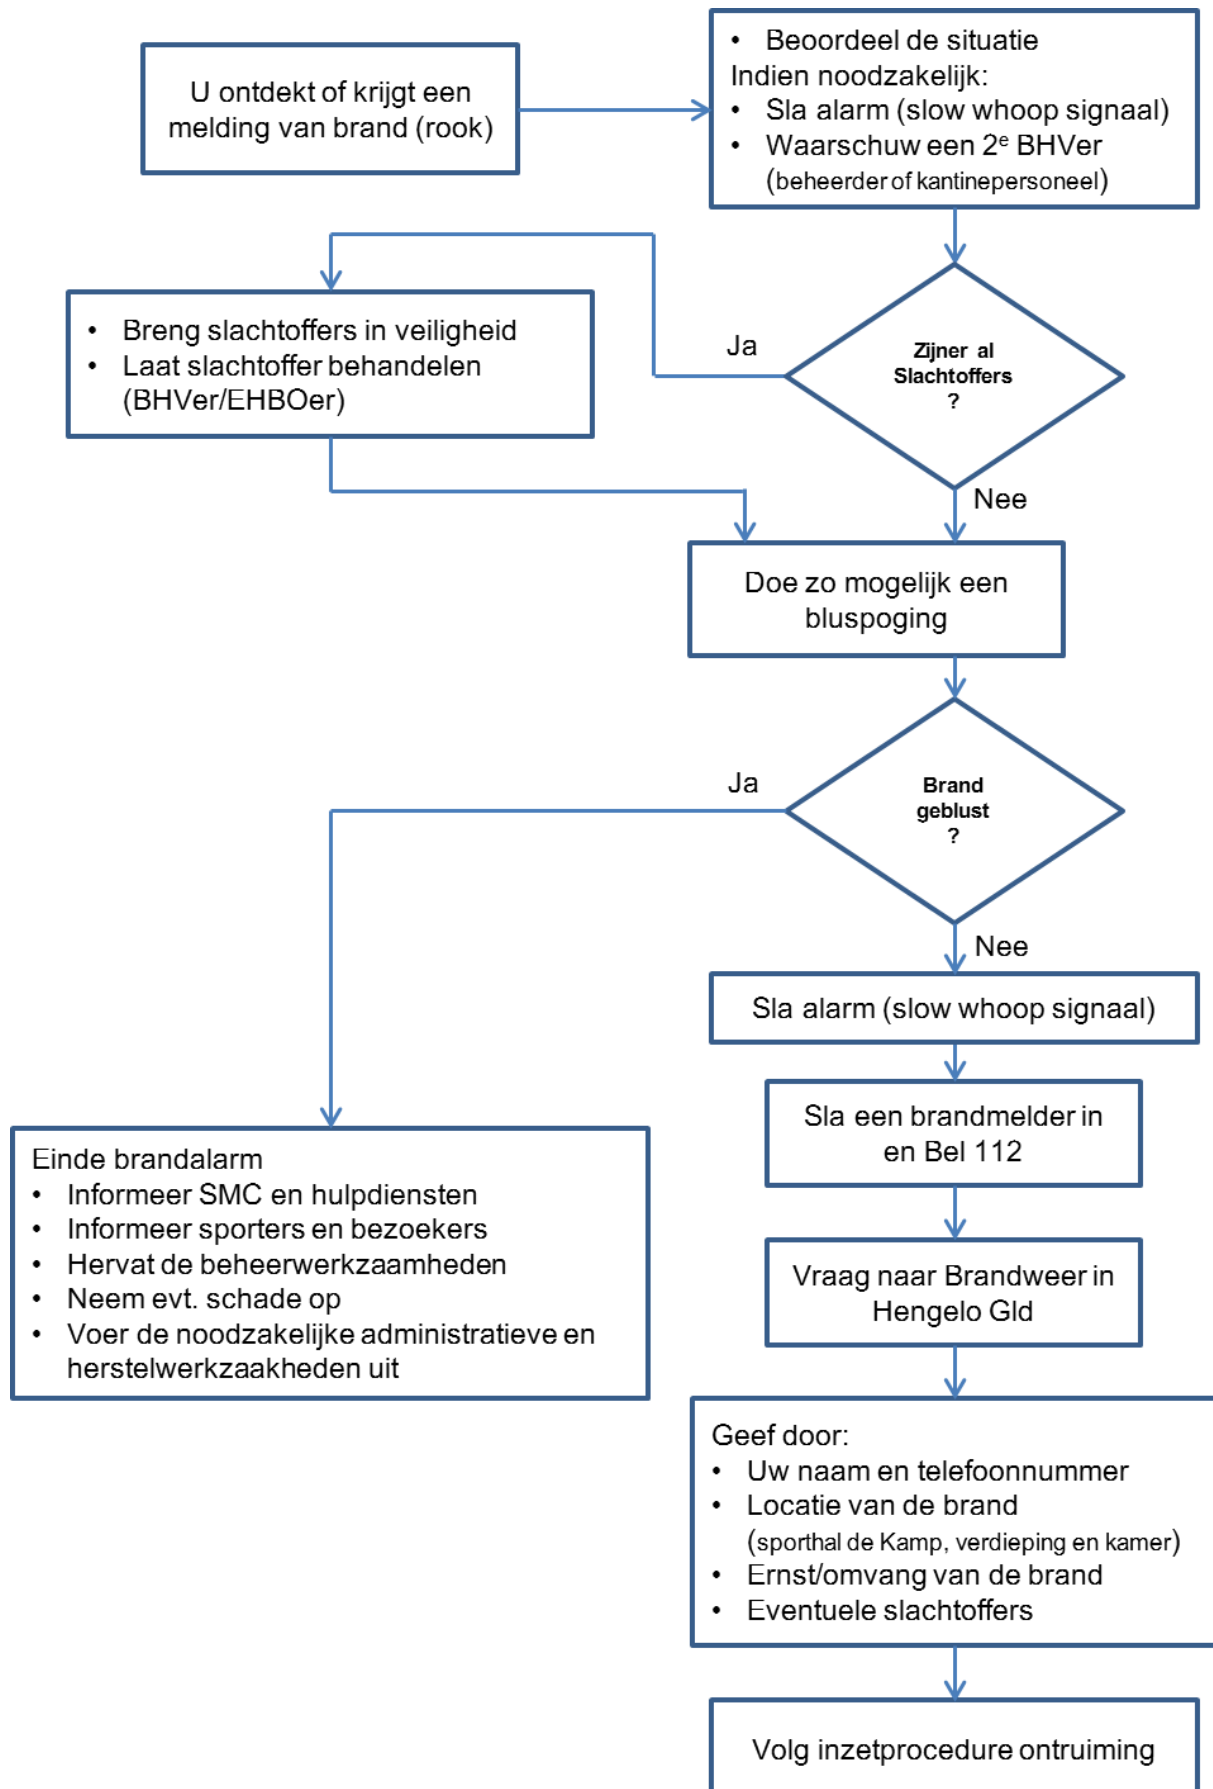 U ontdekt of krijgt een
melding van brand (rook)
• Beoordeel de situatie
Indien noodzakelijk:
• Sla alarm (slow whoop signaal)
• Waarschuw een 2e BHVer
(beheerder of kantinepersoneel)
Zijner al
Slachtoffers
?
Ja
• Breng slachtoffers in veiligheid
• Laat slachtoffer behandelen
(BHVer/EHBOer)
Nee
Doe zo mogelijk een
bluspoging
Brand
geblust
?
Ja
Nee
Sla alarm (slow whoop signaal)
Sla een brandmelder in
en Bel 112
Einde brandalarm
• Informeer SMC en hulpdiensten
• Informeer sporters en bezoekers
• Hervat de beheerwerkzaamheden
• Neem evt. schade op
• Voer de noodzakelijke administratieve en
herstelwerkzaakheden uit
Vraag naar Brandweer in
Hengelo Gld
Geef door:
• Uw naam en telefoonnummer
• Locatie van de brand
(sporthal de Kamp, verdieping en kamer)
• Ernst/omvang van de brand
• Eventuele slachtoffers
Volg inzetprocedure ontruiming